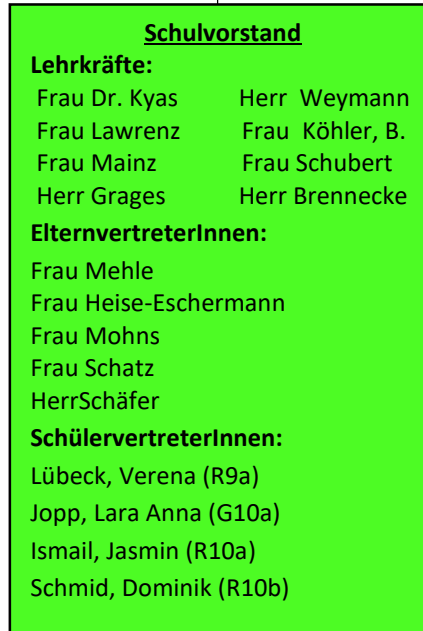 Schulvorstand
Lehrkräfte:
Frau Dr. Kyas Herr Weymann
Frau Lawrenz Frau Köhler, B.
Frau Mainz Frau Schubert
Herr Grages Herr Brennecke
ElternvertreterInnen:
Frau Mehle
Frau Heise-Eschermann
Frau Mohns
Frau Schatz
HerrSchäfer
SchülervertreterInnen:
Lübeck, Verena (R9a)
Jopp, Lara Anna (G10a)
Ismail, Jasmin (R10a)
Schmid, Dominik (R10b)